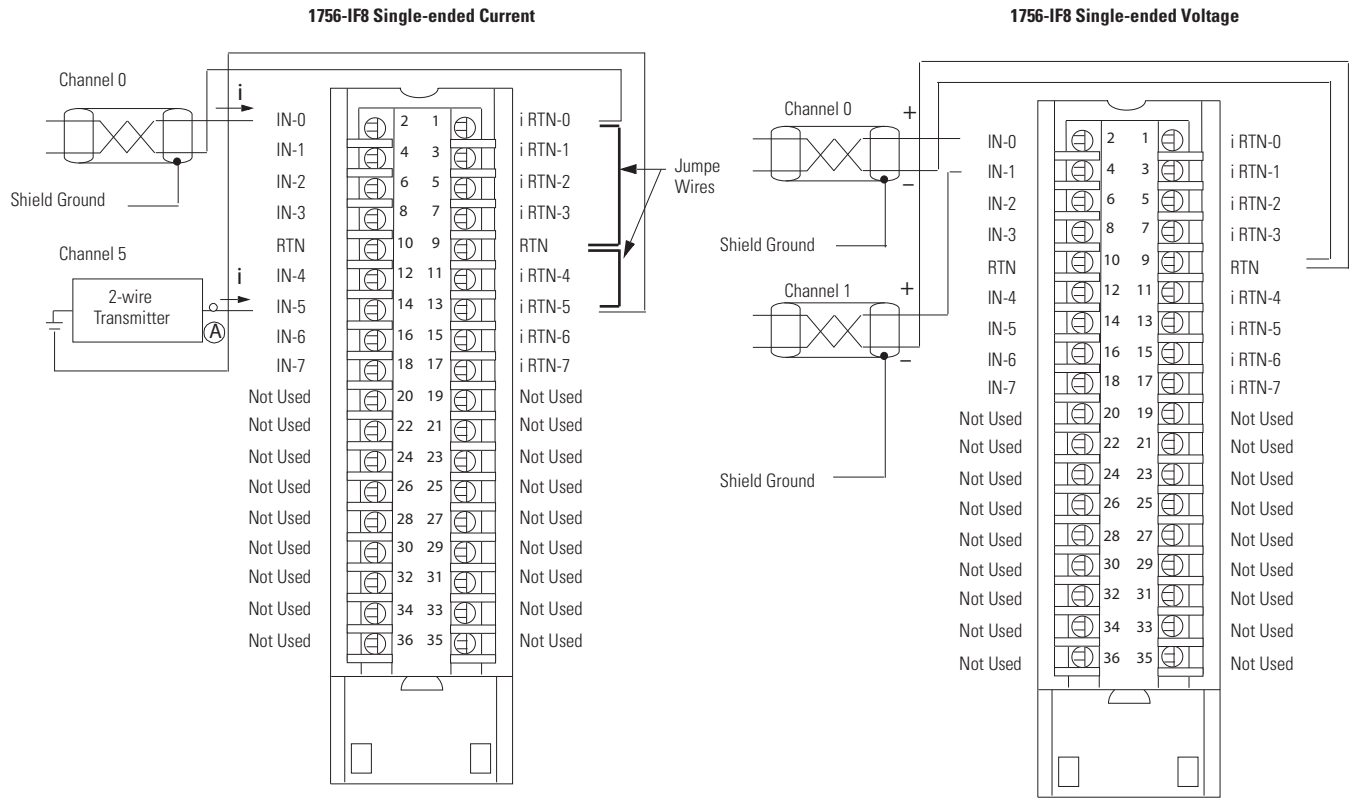 1756-IF8 Single-ended Current
Channel 0
i
Shield Ground
Channel 5
i
2-wire
Transmitter
A
IN-0 2 1 i RTN-0
IN-1 4 3 i RTN-1
IN-2 6 5 i RTN-2
IN-3 8 7 i RTN-3
RTN 10 9 RTN
IN-4 12 11 i RTN-4
IN-5 14 13 i RTN-5
IN-6 16 15 i RTN-6
IN-7 18 17 i RTN-7
Not Used 20 19 Not Used
Not Used 22 21 Not Used
Not Used 24 23 Not Used
Not Used 26 25 Not Used
Not Used 28 27 Not Used
Not Used 30 29 Not Used
Not Used 32 31 Not Used
Not Used 34 33 Not Used
Not Used 36 35 Not Used
Jumpe
Wires
1756-IF8 Single-ended Voltage
Channel 0
+
–
Shield Ground
Channel 1
+
–
Shield Ground
IN-0 2 1 i RTN-0
IN-1 4 3 i RTN-1
IN-2 6 5 i RTN-2
IN-3 8 7 i RTN-3
RTN 10 9 RTN
IN-4 12 11 i RTN-4
IN-5 14 13 i RTN-5
IN-6 16 15 i RTN-6
IN-7 18 17 i RTN-7
Not Used 20 19 Not Used
Not Used 22 21 Not Used
Not Used 24 23 Not Used
Not Used 26 25 Not Used
Not Used 28 27 Not Used
Not Used 30 29 Not Used
Not Used 32 31 Not Used
Not Used 34 33 Not Used
Not Used 36 35 Not Used